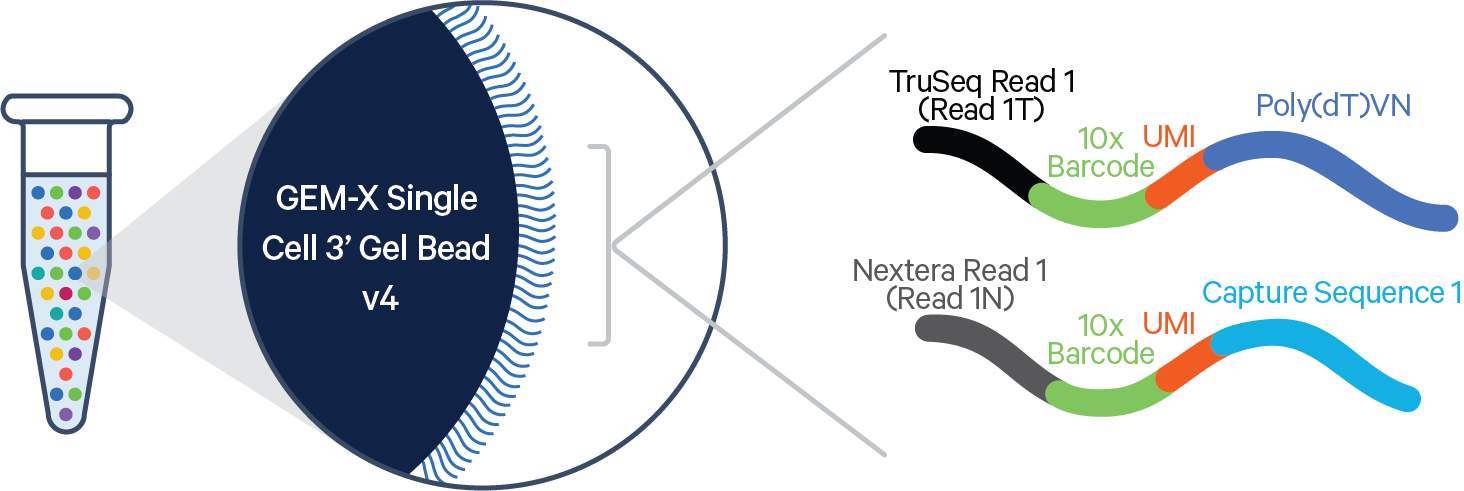 GEM-X Single
Cell 3’ Gel Bead
v4
TruSeq Read 1
(Read 1T)
10x
Barcode
UMI
Poly(dT)VN
Nextera Read 1
(Read 1N)
10x
Barcode
UMI
Capture Sequence 1